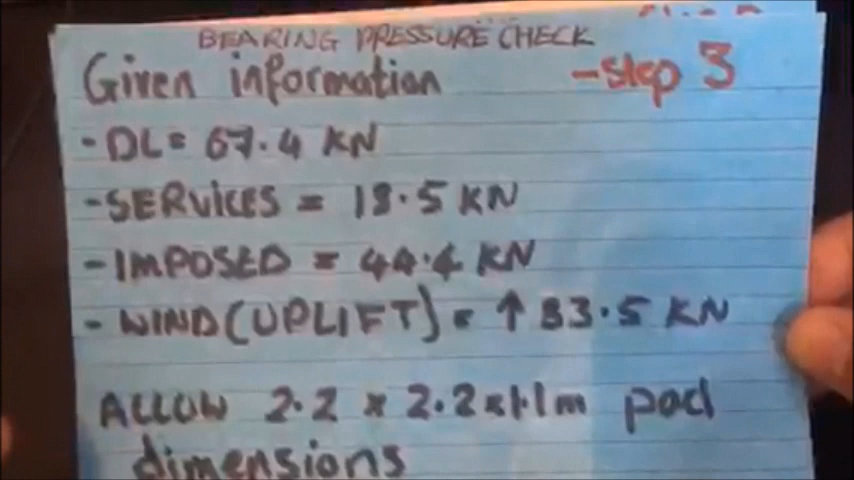 BEARING PRESSURE CHECK
Given information - Step 3
- DL = 67.4 KN
- SERVICES = 18.5 KN
- IMPOSED = 44.4 KN
- WIND (UPLIFT) = ↑ 83.5 KN
ALLOW 2.2 x 2.2 x 1.1m pad
dimensions